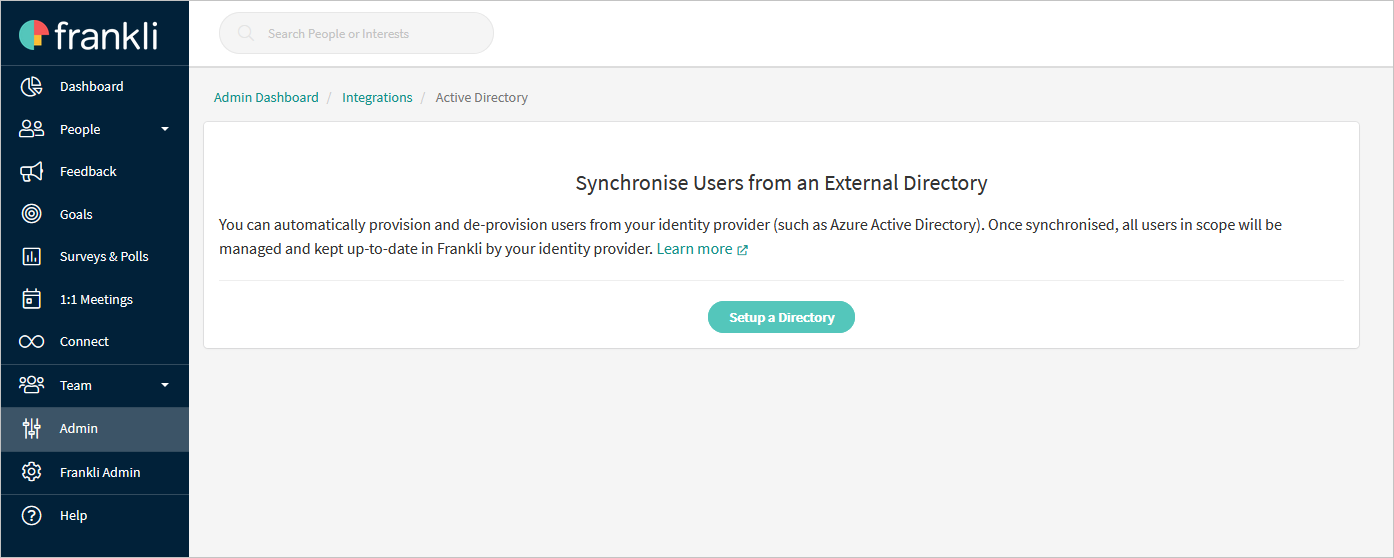 frankli
Search People or Interests
Dashboard
People
Feedback
Goals
Surveys & Polls
1:1 Meetings
Connect
Team
Admin
Frankli Admin
Help
Admin Dashboard / Integrations / Active Directory
Synchronise Users from an External Directory
You can automatically provision and de-provision users from your identity provider (such as Azure Active Directory). Once synchronised, all users in scope will be
managed and kept up-to-date in Frankli by your identity provider. Learn more
Setup a Directory